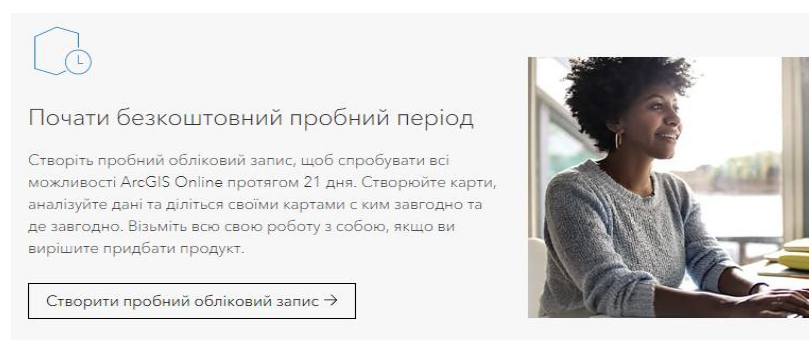 Почати безкоштовний пробний період
Створіть пробний обліковий запис, щоб спробувати всі
можливості ArcGIS Online протягом 21 дня. Створюйте карти,
аналізуйте дані та діліться своїми картами с ким завгодно та
де завгодно. Візьміть всю свою роботу з собою, якщо ви
вирішите придбати продукт.
Створити пробний обліковий запис →